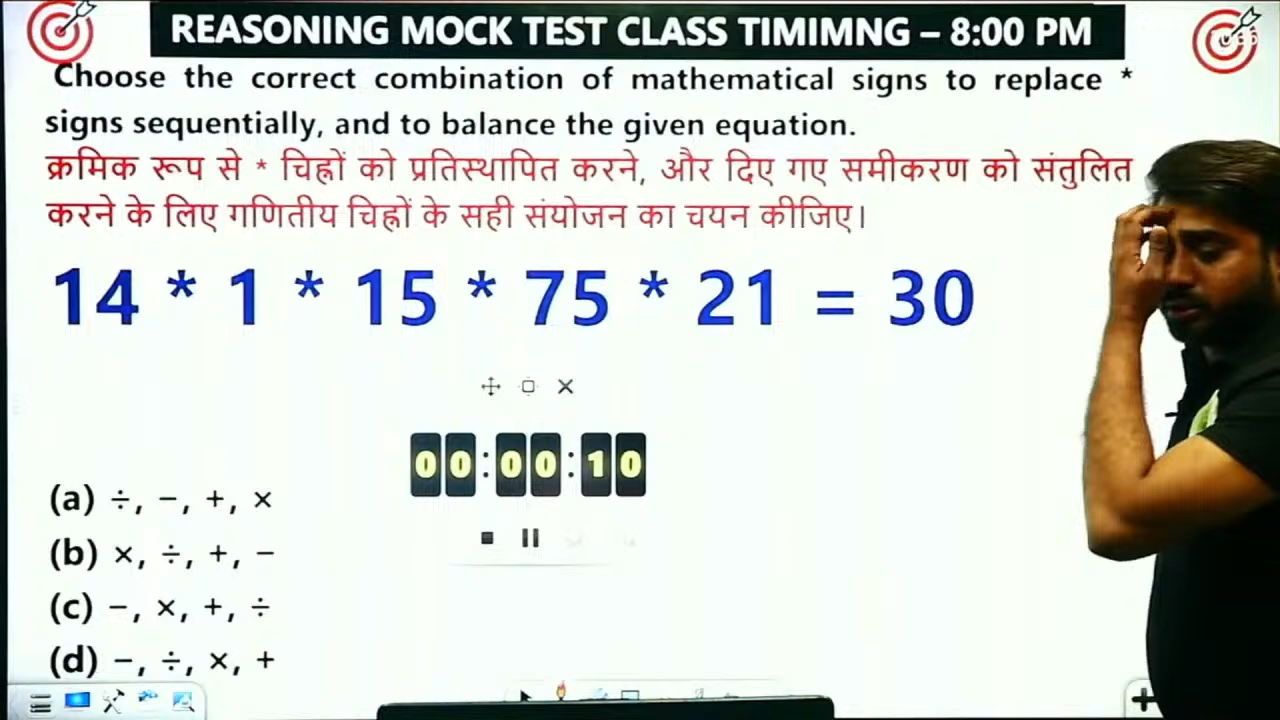 REASONING MOCK TEST CLASS TIMIMNG – 8:00 PM
Choose the correct combination of mathematical signs to replace *
signs sequentially, and to balance the given equation.
क्रमिक रूप से * चिह्नों को प्रतिस्थापित करने, और दिए गए समीकरण को संतुलित
करने के लिए गणितीय चिह्नों के सही संयोजन का चयन कीजिए।
14 * 1 * 15 * 75 * 21 = 30
00:00:10
(a) ÷, −, +, ×
(b) ×, ÷, +, −
(c) −, ×, +, ÷
(d) −, ÷, ×, +